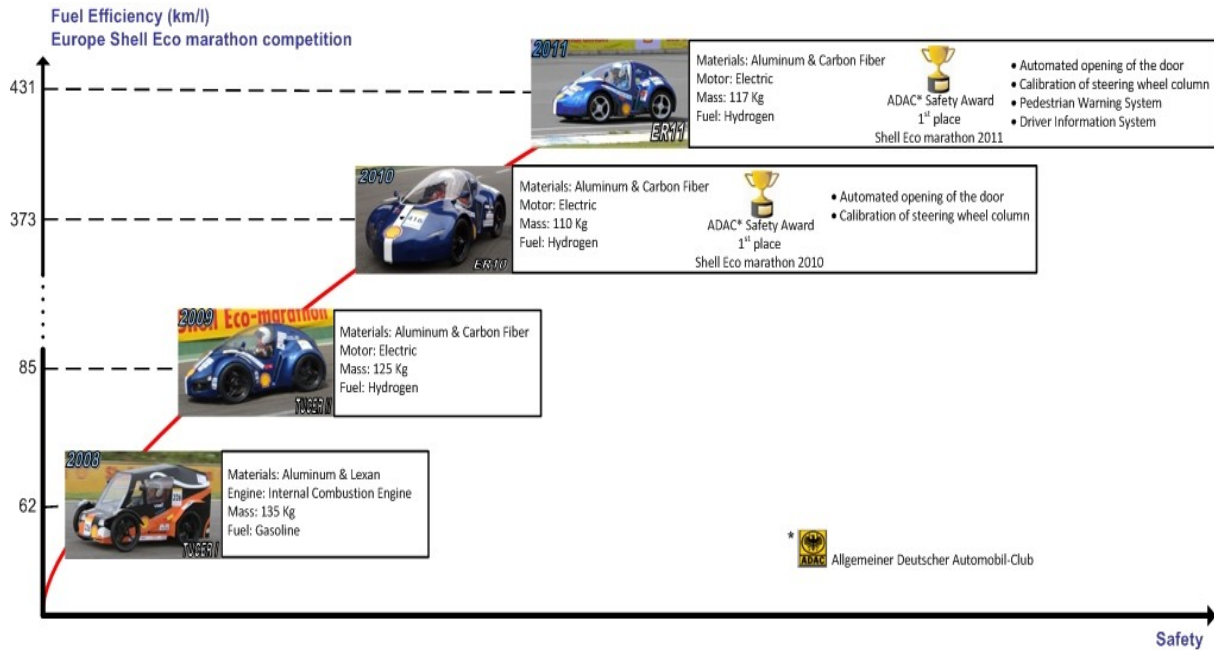 Fuel Efficiency (km/l)
Europe Shell Eco marathon competition
431
2011
ER11
Materials: Aluminum & Carbon Fiber
Motor: Electric
Mass: 117 Kg
Fuel: Hydrogen
ADAC* Safety Award
1st place
Shell Eco marathon 2011
• Automated opening of the door
• Calibration of steering wheel column
• Pedestrian Warning System
• Driver Information System
373
2010
416
ER10
Materials: Aluminum & Carbon Fiber
Motor: Electric
Mass: 110 Kg
Fuel: Hydrogen
ADAC* Safety Award
1st place
Shell Eco marathon 2010
• Automated opening of the door
• Calibration of steering wheel column
85
2009
Shell Eco-marathon
TUCER II
Materials: Aluminum & Carbon Fiber
Motor: Electric
Mass: 125 Kg
Fuel: Hydrogen
62
2008
TUCER I
Materials: Aluminum & Lexan
Engine: Internal Combustion Engine
Mass: 135 Kg
Fuel: Gasoline
* ADAC Allgemeiner Deutscher Automobil-Club
Safety